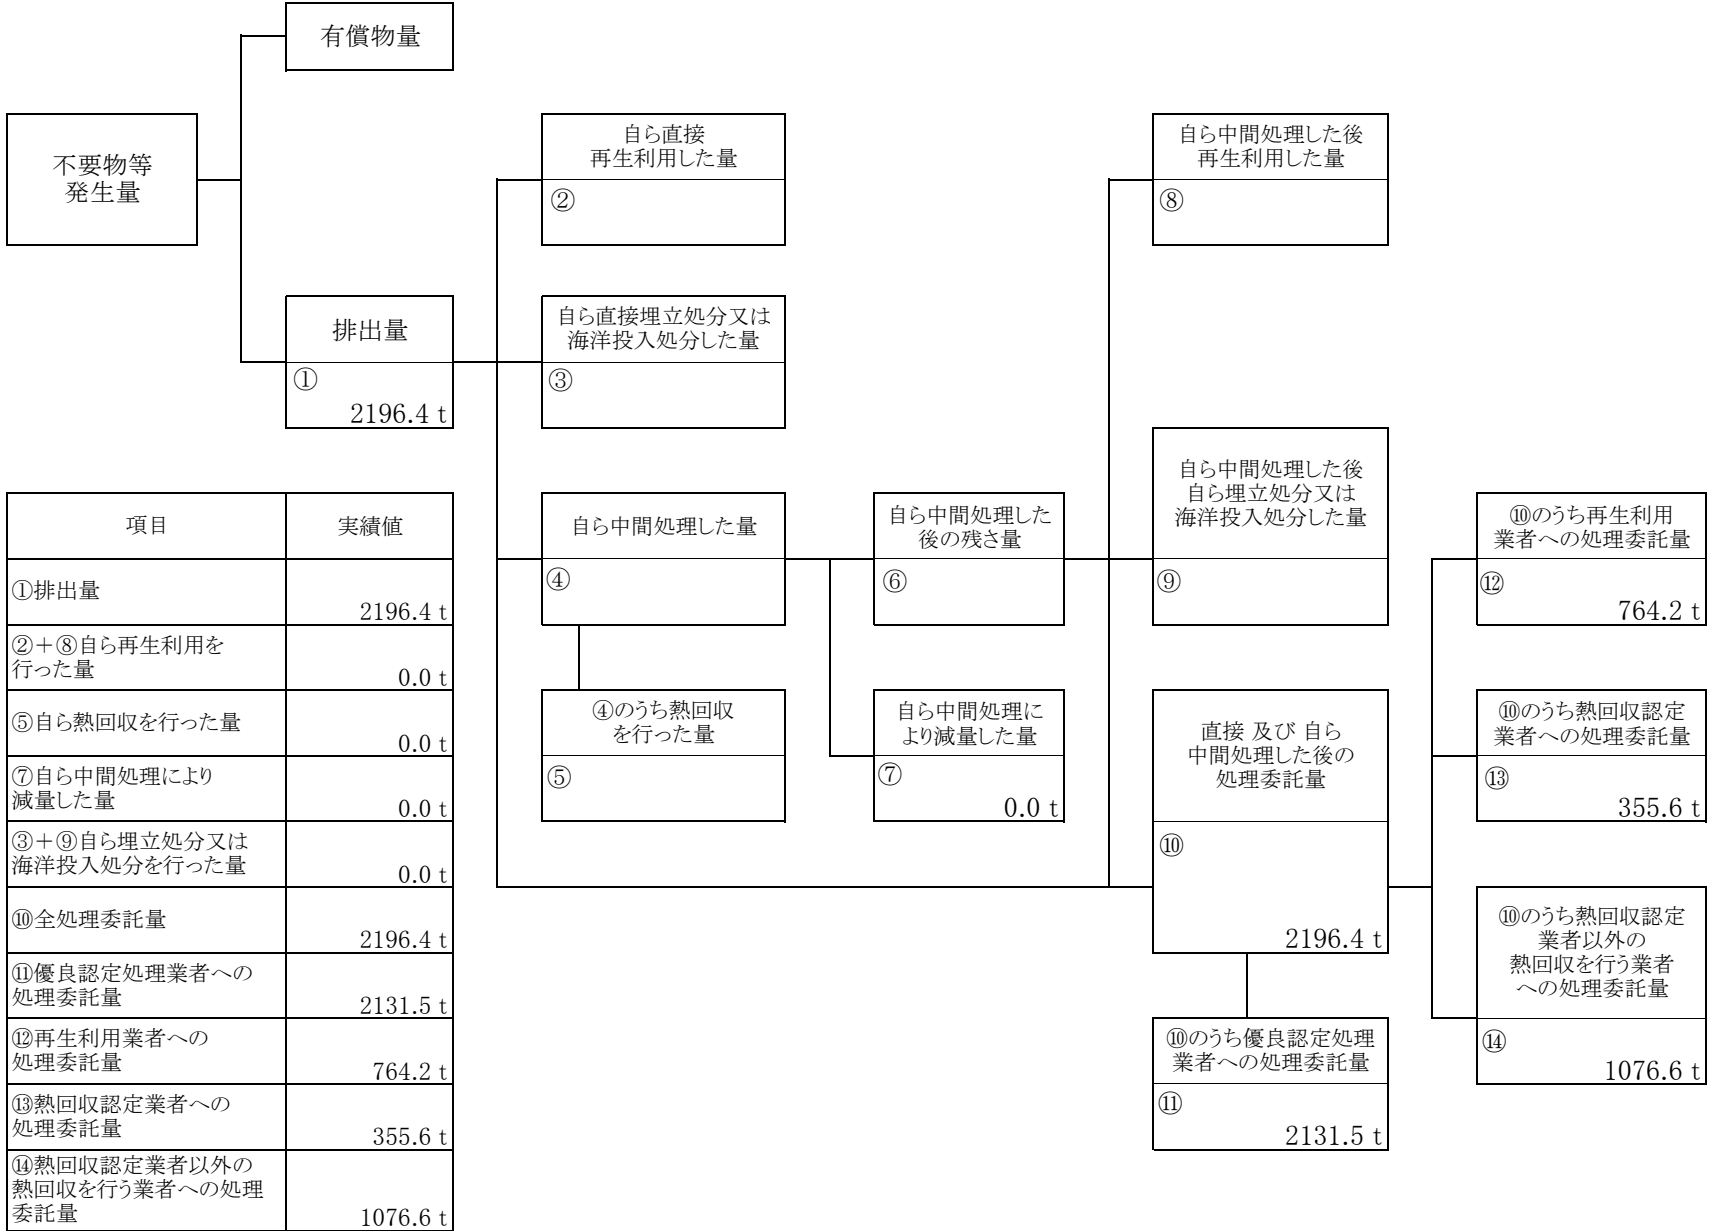 有償物量
不要物等
発生量
自ら直接
再生利用した量
②
自ら中間処理した後
再生利用した量
⑧
排出量
①
2196.4 t
自ら直接埋立処分又は
海洋投入処分した量
③
項目
実績値
①排出量
2196.4 t
②＋⑧自ら再生利用を
行った量
0.0 t
⑤自ら熱回収を行った量
0.0 t
⑦自ら中間処理により
減量した量
0.0 t
③＋⑨自ら埋立処分又は
海洋投入処分を行った量
0.0 t
⑩全処理委託量
2196.4 t
⑪優良認定処理業者への
処理委託量
2131.5 t
⑫再生利用業者への
処理委託量
764.2 t
⑬熱回収認定業者への
処理委託量
355.6 t
⑭熱回収認定業者以外の
熱回収を行う業者への処理
委託量
1076.6 t
自ら中間処理した量
④
④のうち熱回収
を行った量
⑤
自ら中間処理した
後の残さ量
⑥
自ら中間処理に
より減量した量
⑦
0.0 t
自ら中間処理した後
自ら埋立処分又は
海洋投入処分した量
⑨
直接 及び 自ら
中間処理した後の
処理委託量
⑩
2196.4 t
⑩のうち優良認定処理
業者への処理委託量
⑪
2131.5 t
⑩のうち再生利用
業者への処理委託量
⑫
764.2 t
⑩のうち熱回収認定
業者への処理委託量
⑬
355.6 t
⑩のうち熱回収認定
業者以外の
熱回収を行う業者
への処理委託量
⑭
1076.6 t